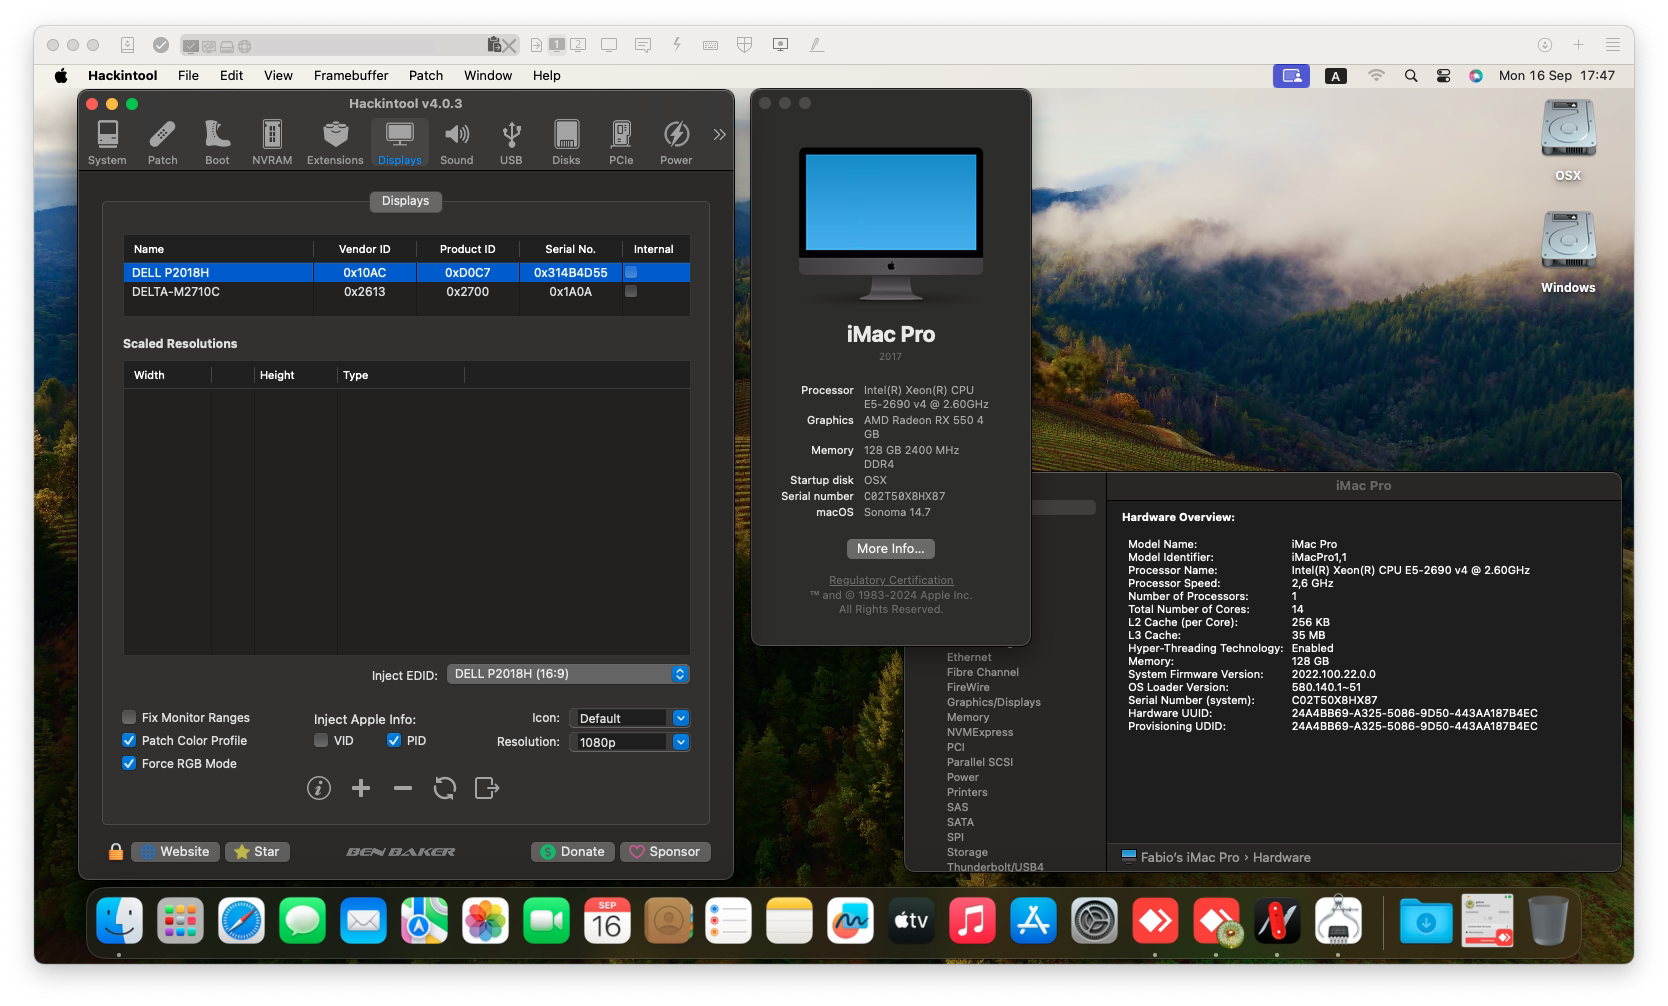 1
2
Hackintool
File
Edit
View
Framebuffer
Patch
Window
Help
A
Mon 16 Sep 17:47
Hackintool v4.0.3
System
Patch
Boot
NVRAM
Extensions
Displays
Sound
USB
Disks
PCIe
Power
Displays
Name
Vendor ID
Product ID
Serial No.
Internal
DELL P2018H
0x10AC
0xD0C7
0x314B4D55
DELTA-M2710C
0x2613
0x2700
0x1A0A
Scaled Resolutions
Width
Height
Type
Inject EDID:
DELL P2018H (16:9)
Fix Monitor Ranges
Patch Color Profile
Force RGB Mode
Inject Apple Info:
VID
PID
Icon:
Default
Resolution:
1080p
Website
Star
BEN BAKER
Donate
Sponsor
iMac Pro
2017
Processor
Intel(R) Xeon(R) CPU
E5-2690 v4 @ 2.60GHz
Graphics
AMD Radeon RX 550 4
GB
Memory
128 GB 2400 MHz
DDR4
Startup disk
OSX
Serial number
C02T50X8HX87
macOS
Sonoma 14.7
More Info...
Regulatory Certification
™ and © 1983-2024 Apple Inc.
All Rights Reserved.
OSX
Windows
iMac Pro
Hardware Overview:
Model Name: iMac Pro
Model Identifier: iMacPro1,1
Processor Name: Intel(R) Xeon(R) CPU E5-2690 v4 @ 2.60GHz
Processor Speed: 2,6 GHz
Number of Processors: 1
Total Number of Cores: 14
L2 Cache (per Core): 256 KB
L3 Cache: 35 MB
Hyper-Threading Technology: Enabled
Memory: 128 GB
System Firmware Version: 2022.100.22.0.0
OS Loader Version: 580.140.1~51
Serial Number (system): C02T50X8HX87
Hardware UUID: 24A4BB69-A325-5086-9D50-443AA187B4EC
Provisioning UDID: 24A4BB69-A325-5086-9D50-443AA187B4EC
Ethernet
Fibre Channel
FireWire
Graphics/Displays
Memory
NVMExpress
PCI
Parallel SCSI
Power
Printers
SAS
SATA
SPI
Storage
Thunderbolt/USB4
Fabio's iMac Pro › Hardware
SEP
16
tv